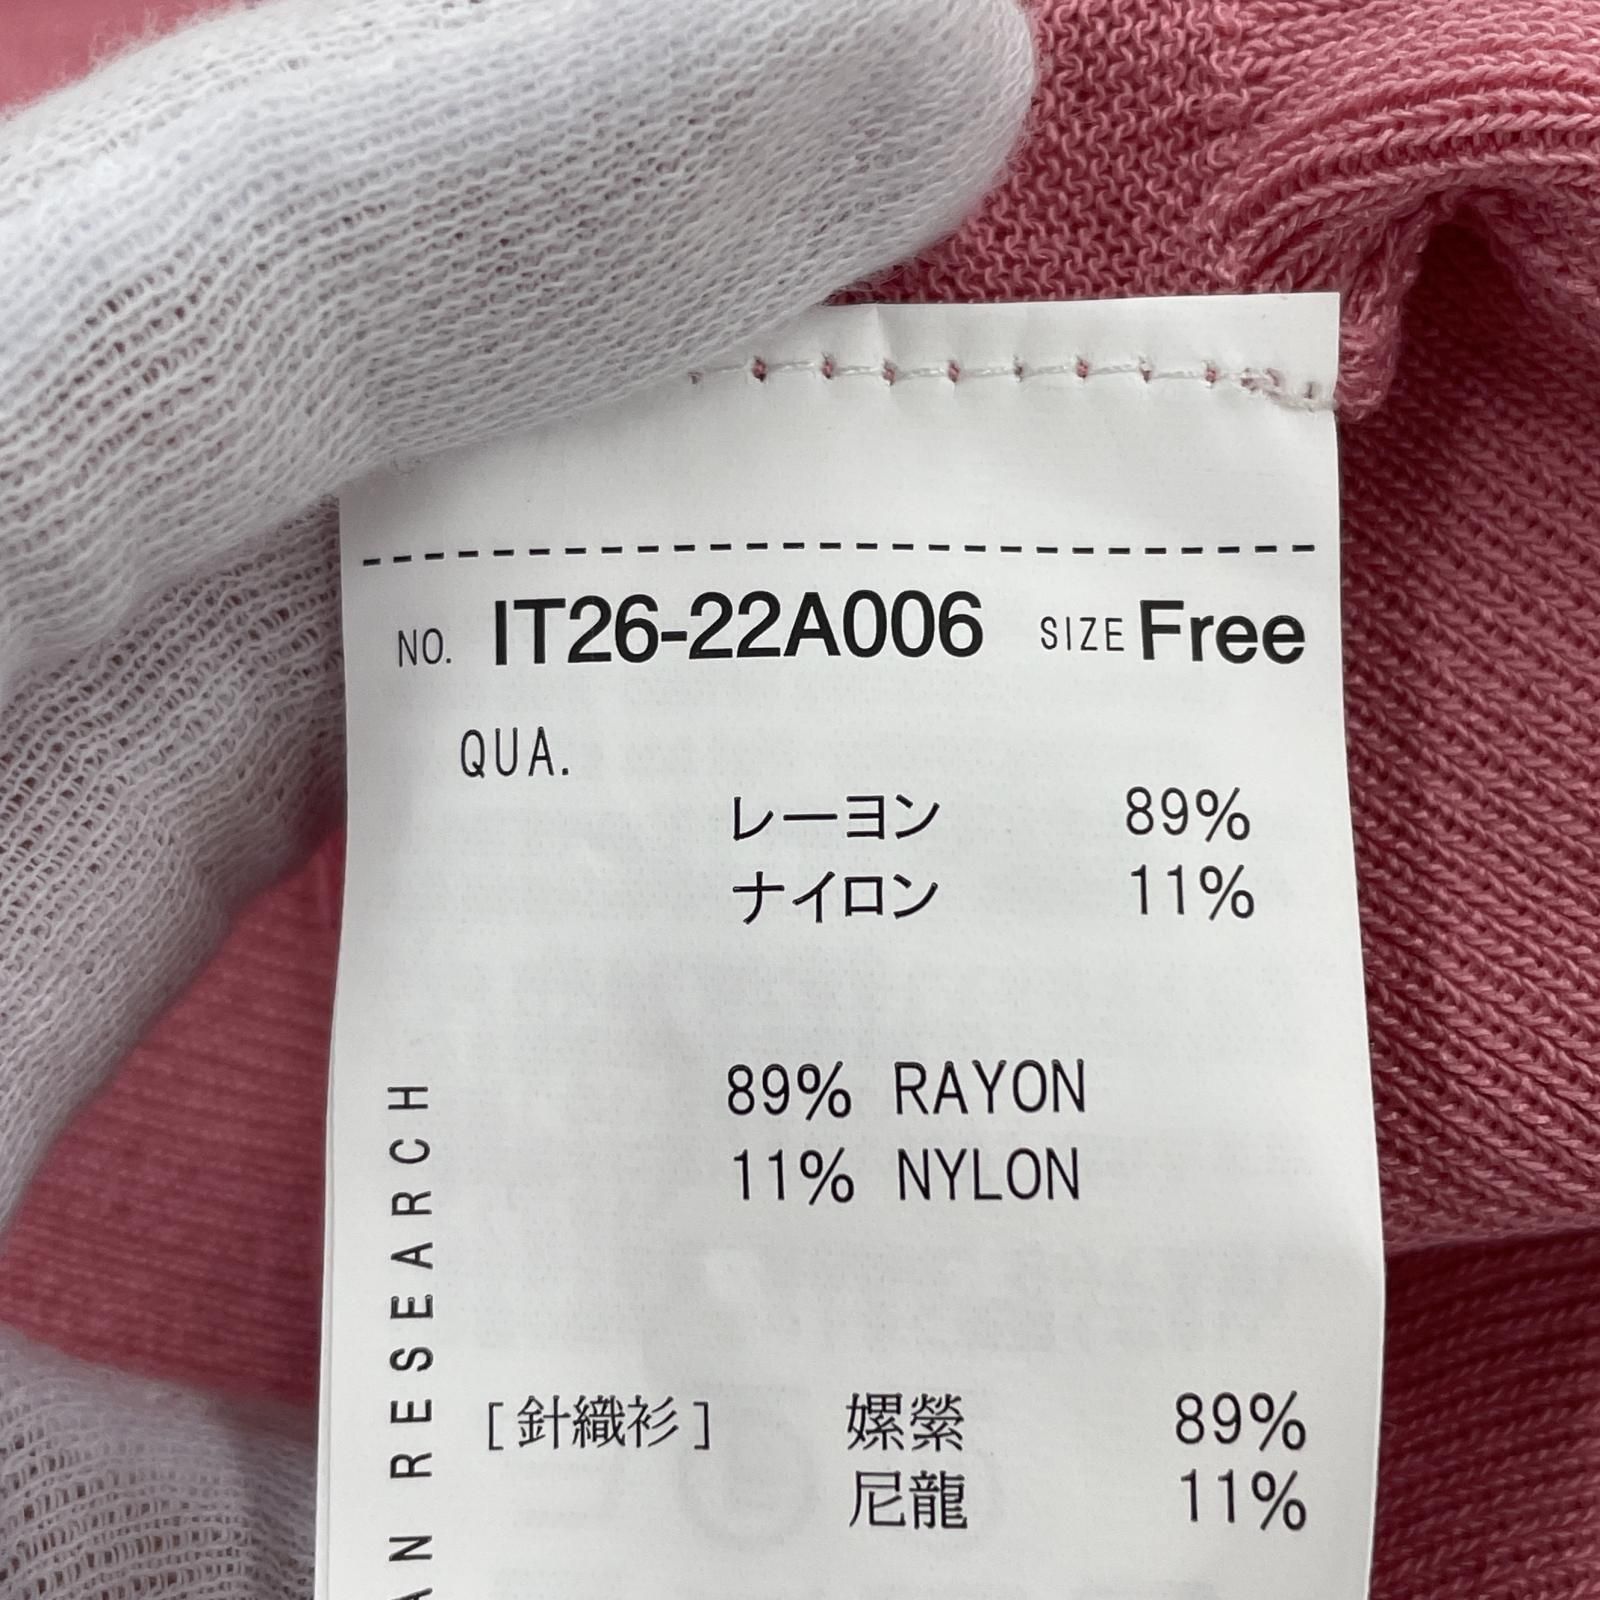 NO. IT26-22A006 SIZE Free
QUA.
レーヨン 89%
ナイロン 11%
89% RAYON
11% NYLON
[針織衫] 嫘縈 89%
尼龍 11%
RESEARCH